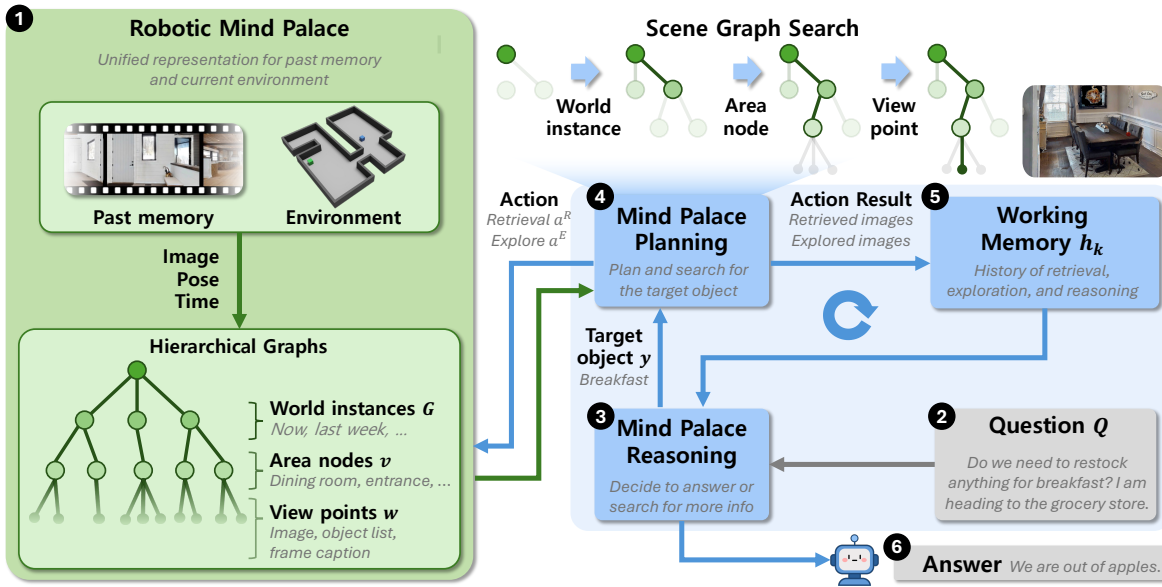 1
Robotic Mind Palace
Unified representation for past memory
and current environment
Past memory
Environment
Image
Pose
Time
Hierarchical Graphs
World instances G
Now, last week, ...
Area nodes v
Dining room, entrance, ...
View points w
Image, object list,
frame caption
Scene Graph Search
World
instance
Area
node
View
point
Action
Retrieval a^R
Explore a^E
4
Mind Palace
Planning
Plan and search for
the target object
Action Result
Retrieved images
Explored images
5
Working
Memory h_k
History of retrieval,
exploration, and reasoning
Target
object y
Breakfast
3
Mind Palace
Reasoning
Decide to answer or
search for more info
2
Question Q
Do we need to restock
anything for breakfast? I am
heading to the grocery store.
6
Answer We are out of apples.